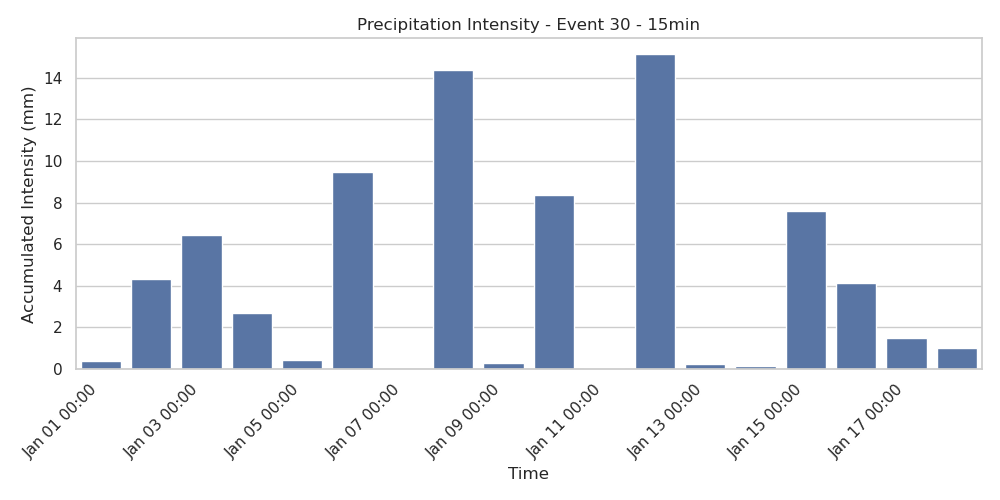 Precipitation Intensity - Event 30 - 15min
Accumulated Intensity (mm)
14
12
10
8
6
4
2
0
Jan 01 00:00
Jan 03 00:00
Jan 05 00:00
Jan 07 00:00
Jan 09 00:00
Jan 11 00:00
Jan 13 00:00
Jan 15 00:00
Jan 17 00:00
Time